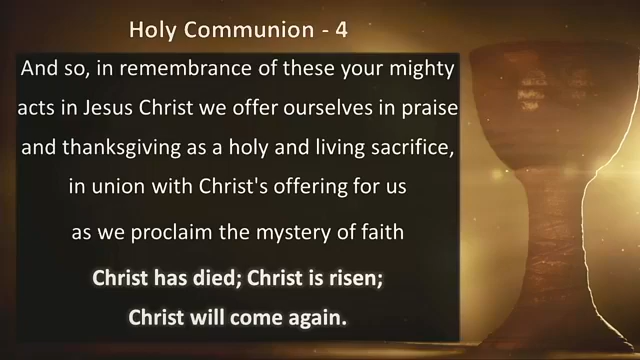 Holy Communion - 4
And so, in remembrance of these your mighty
acts in Jesus Christ we offer ourselves in praise
and thanksgiving as a holy and living sacrifice,
in union with Christ's offering for us
as we proclaim the mystery of faith
Christ has died; Christ is risen;
Christ will come again.